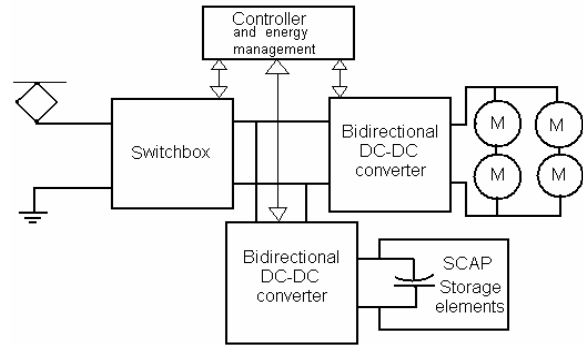 Controller
and energy
management
Switchbox
Bidirectional
DC-DC
converter
M
M
M
M
Bidirectional
DC-DC
converter
SCAP
Storage
elements